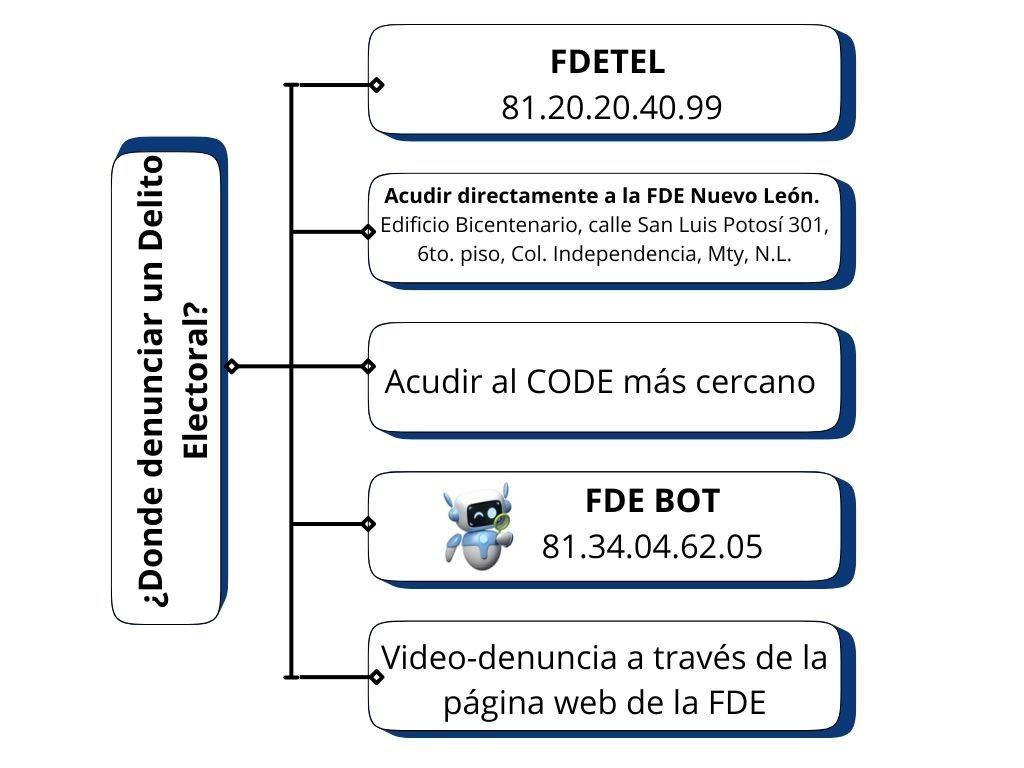 ¿Donde denunciar un Delito
Electoral?
FDETEL
81.20.20.40.99
Acudir directamente a la FDE Nuevo León.
Edificio Bicentenario, calle San Luis Potosí 301,
6to. piso, Col. Independencia, Mty, N.L.
Acudir al CODE más cercano
FDE BOT
81.34.04.62.05
Video-denuncia a través de la
página web de la FDE